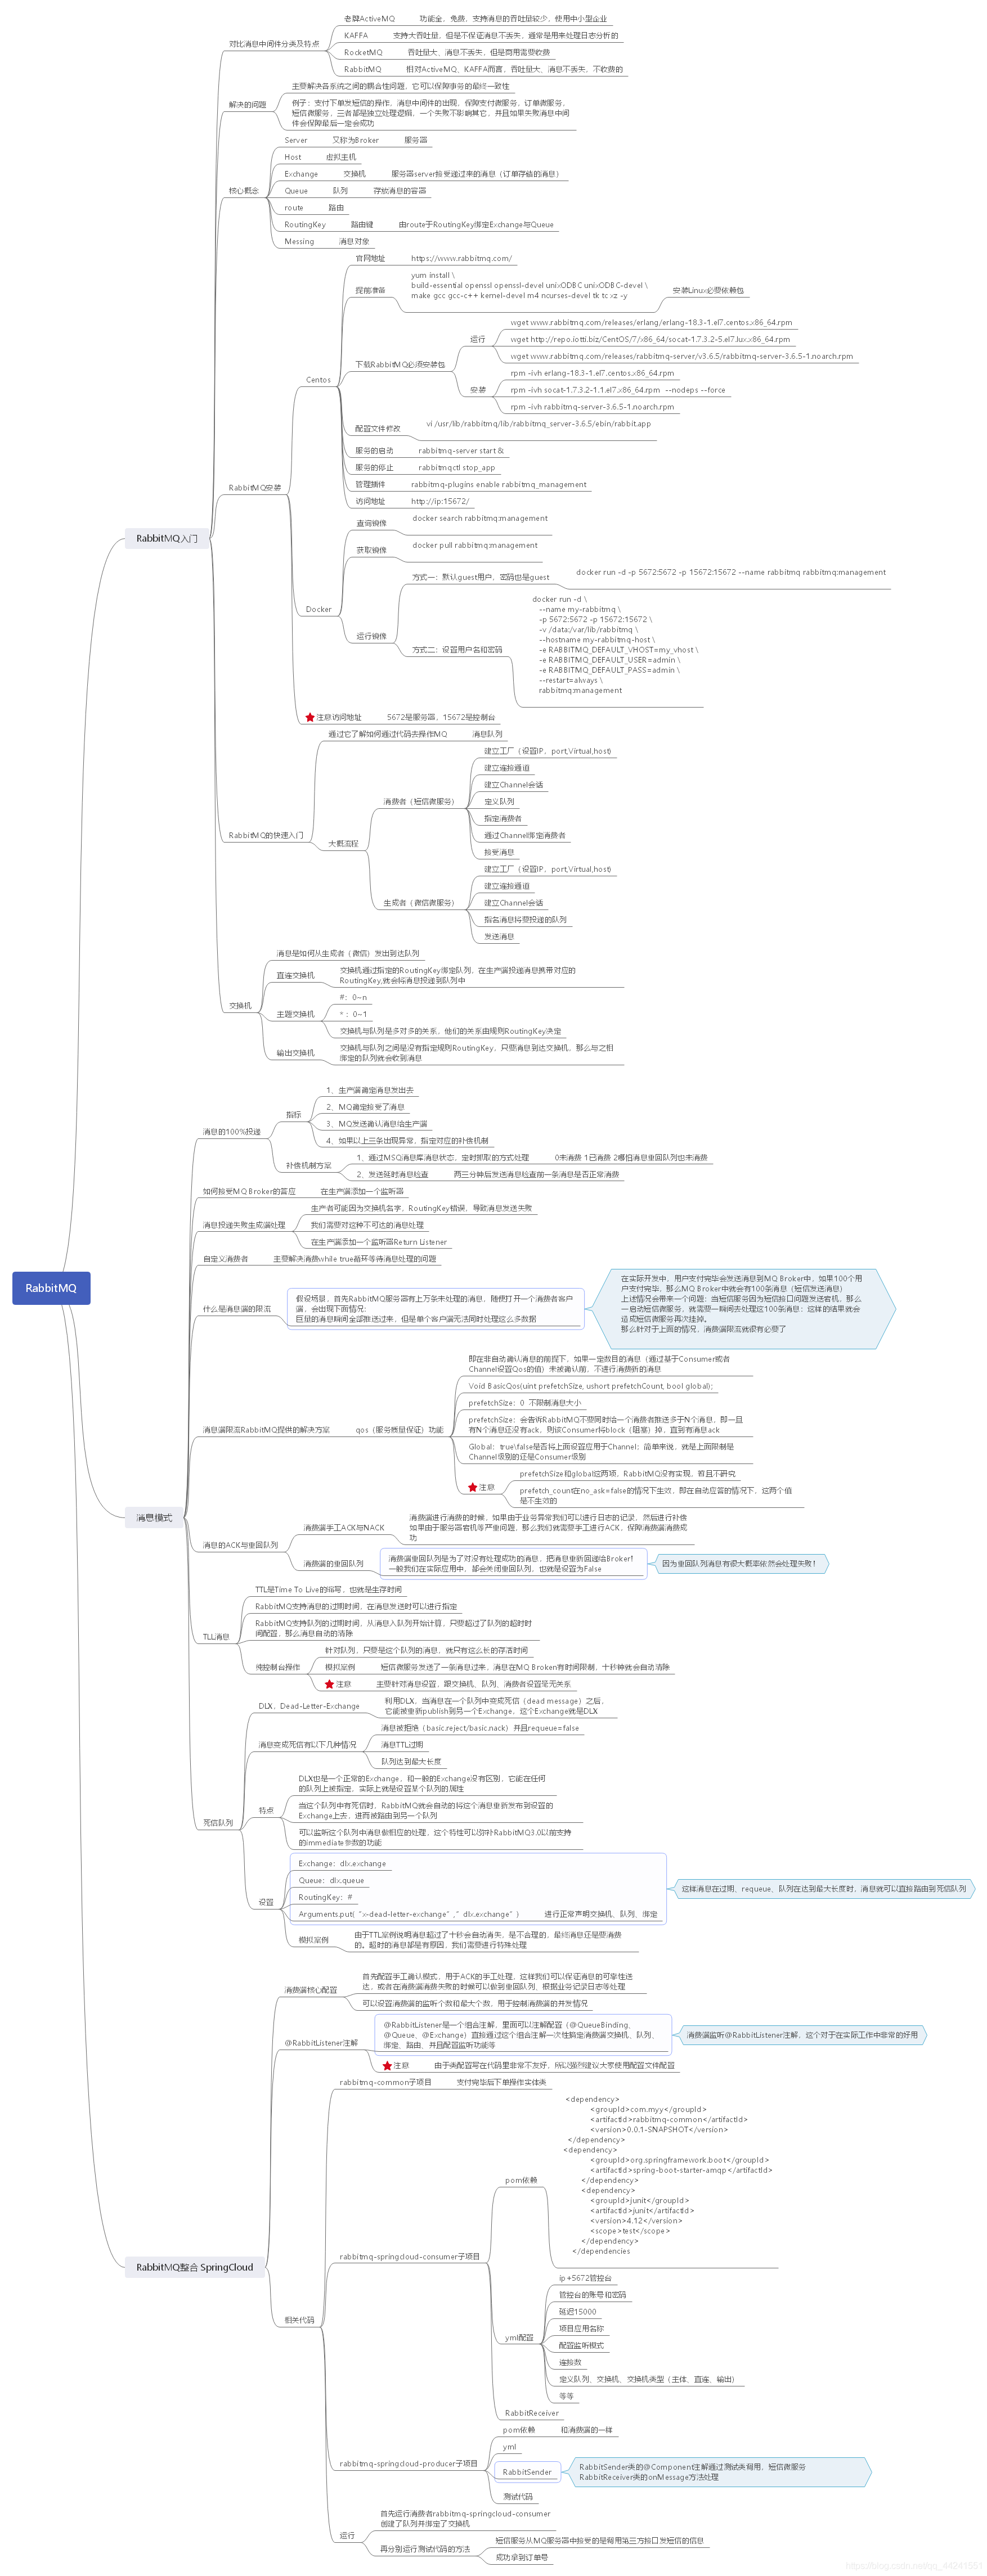 RabbitMQ
RabbitMQ入门
对比消息中间件分类及特点
老牌ActiveMQ
功能全，免费，支持消息的吞吐量较少，使用中小型企业
KAFFA
支持大吞吐量，但是不保证消息不丢失，通常是用来处理日志分析的
RocketMQ
吞吐量大、消息不丢失，但是商用需要收费
RabbitMQ
相对ActiveMQ、KAFFA而言，吞吐量大、消息不丢失，不收费的
解决的问题
主要解决各系统之间的耦合性问题，它可以保障事务的最终一致性
例子：支付下单发短信的操作，消息中间件的出现，保障支付微服务，订单微服务，
短信微服务，三者都是独立处理逻辑，一个失败不影响其它，并且如果失败消息中间
件会保障最后一定会成功
核心概念
Server
又称为Broker
服务器
Host
虚拟主机
Exchange
交换机
服务器server接受通过来的消息（订单存储的消息）
Queue
队列
存放消息的容器
route
路由
RoutingKey
路由键
由route于RoutingKey绑定Exchange与Queue
Messing
消息对象
RabbitMQ安装
Centos
官网地址
https://www.rabbitmq.com/
提前准备
yum install \
build-essential openssl openssl-devel unixODBC unixODBC-devel \
make gcc gcc-c++ kernel-devel m4 ncurses-devel tk tc xz -y
安装Linux必要依赖包
下载RabbitMQ必须安装包
运行
wget www.rabbitmq.com/releases/erlang/erlang-18.3-1.el7.centos.x86_64.rpm
wget http://repo.iotti.biz/CentOS/7/x86_64/socat-1.7.3.2-5.el7.lux.x86_64.rpm
wget www.rabbitmq.com/releases/rabbitmq-server/v3.6.5/rabbitmq-server-3.6.5-1.noarch.rpm
安装
rpm -ivh erlang-18.3-1.el7.centos.x86_64.rpm
rpm -ivh socat-1.7.3.2-1.1.el7.x86_64.rpm --nodeps --force
rpm -ivh rabbitmq-server-3.6.5-1.noarch.rpm
配置文件修改
vi /usr/lib/rabbitmq/lib/rabbitmq_server-3.6.5/ebin/rabbit.app
服务的启动
rabbitmq-server start &
服务的停止
rabbitmqctl stop_app
管理插件
rabbitmq-plugins enable rabbitmq_management
访问地址
http://ip:15672/
Docker
查询镜像
docker search rabbitmq:management
获取镜像
docker pull rabbitmq:management
运行镜像
方式一：默认guest用户，密码也是guest
docker run -d -p 5672:5672 -p 15672:15672 --name rabbitmq rabbitmq:management
方式二：设置用户名和密码
docker run -d \
--name my-rabbitmq \
-p 5672:5672 -p 15672:15672 \
-v /data:/var/lib/rabbitmq \
--hostname my-rabbitmq-host \
-e RABBITMQ_DEFAULT_VHOST=my_vhost \
-e RABBITMQ_DEFAULT_USER=admin \
-e RABBITMQ_DEFAULT_PASS=admin \
--restart=always \
rabbitmq:management
注意访问地址
5672是服务器，15672是控制台
RabbitMQ的快速入门
通过它了解如何通过代码去操作MQ
消息队列
大概流程
消费者（短信微服务）
建立工厂（设置IP，port,Virtual,host)
建立连接通道
建立Channel会话
定义队列
指定消费者
通过Channel绑定消费者
接受消息
生成者（微信微服务）
建立工厂（设置IP，port,Virtual,host)
建立连接通道
建立Channel会话
指名消息将要投递的队列
发送消息
交换机
消息是如何从生成者（微信）发出到达队列
直连交换机
交换机通过指定的RoutingKey绑定队列，在生产端投递消息携带对应的
RoutingKey,就会将消息投递到队列中
主题交换机
#：0~n
*：0~1
交换机与队列是多对多的关系，他们的关系由规则RoutingKey决定
输出交换机
交换机与队列之间是没有指定规则RoutingKey，只要消息到达交换机，那么与之相
绑定的队列就会收到消息
消息模式
消息的100%投递
指标
1、生产端确定消息发出去
2、MQ确定接受了消息
3、MQ发送确认消息给生产端
4、如果以上三条出现异常，指定对应的补偿机制
补偿机制方案
1、通过MSQ消息库消息状态，定时抓取的方式处理
0未消费 1已消费 2哪怕消息重回队列也未消费
2、发送延时消息检查
两三分钟后发送消息检查前一条消息是否正常消费
如何接受MQ Broker的答应
在生产端添加一个监听器
消息投递失败生成端处理
生产者可能因为交换机名字，RoutingKey错误，导致消息发送失败
我们需要对这种不可达的消息处理
在生产端添加一个监听器Return Listener
自定义消费者
主要解决消费while true循环等待消息处理的问题
什么是消息端的限流
假设场景，首先RabbitMQ服务器有上万条未处理的消息，随便打开一个消费者客户
端，会出现下面情况：
巨量的消息瞬间全部推送过来，但是单个客户端无法同时处理这么多数据
在实际开发中，用户支付完毕会发送消息到MQ Broker中，如果100个用
户支付完毕，那么MQ Broker中就会有100条消息（短信发送消息）
上述情况会带来一个问题：当短信服务因为短信接口问题发送宕机，那么
一启动短信微服务，就需要一瞬间去处理这100条消息：这样的结果就会
造成短信微服务再次挂掉。
那么针对于上面的情况，消费端限流就很有必要了
消息端限流RabbitMQ提供的解决方案
qos（服务质量保证）功能
即在非自动确认消息的前提下，如果一定数目的消息（通过基于Consumer或者
Channel设置Qos的值）未被确认前，不进行消费新的消息
Void BasicQos(uint prefetchSize, ushort prefetchCount, bool global);
prefetchSize：0 不限制消息大小
prefetchSize：会告诉RabbitMQ不要同时给一个消费者推送多于N个消息，即一旦
有N个消息还没有ack，则该Consumer将block（阻塞）掉，直到有消息ack
Global：true\false是否将上面设置应用于Channel；简单来说，就是上面限制是
Channel级别的还是Consumer级别
注意
prefetchSize和global这两项，RabbitMQ没有实现，暂且不研究
prefetch_count在no_ask=false的情况下生效，即在自动应答的情况下，这两个值
是不生效的
消息的ACK与重回队列
消费端手工ACK与NACK
消费端进行消费的时候，如果由于业务异常我们可以进行日志的记录，然后进行补偿
如果由于服务器宕机等严重问题，那么我们就需要手工进行ACK，保障消费端消费成
功
消费端的重回队列
消费端重回队列是为了对没有处理成功的消息，把消息重新回递给Broker！
一般我们在实际应用中，都会关闭重回队列，也就是设置为False
因为重回队列消息有很大概率依然会处理失败！
TLL消息
TTL是Time To Live的缩写，也就是生存时间
RabbitMQ支持消息的过期时间，在消息发送时可以进行指定
RabbitMQ支持队列的过期时间，从消息入队列开始计算，只要超过了队列的超时时
间配置，那么消息自动的清除
纯控制台操作
针对队列，只要是这个队列的消息，就只有这么长的存活时间
模拟案例
短信微服务发送了一条消息过来，消息在MQ Broken有时间限制，十秒钟就会自动清除
注意
主要针对消息设置，跟交换机、队列、消费者设置毫无关系
死信队列
DLX，Dead-Letter-Exchange
利用DLX，当消息在一个队列中变成死信（dead message）之后，
它能被重新publish到另一个Exchange，这个Exchange就是DLX
消息变成死信有以下几种情况
消息被拒绝（basic.reject/basic.nack）并且requeue=false
消息TTL过期
队列达到最大长度
特点
DLX也是一个正常的Exchange，和一般的Exchange没有区别，它能在任何
的队列上被指定，实际上就是设置某个队列的属性
当这个队列中有死信时，RabbitMQ就会自动的将这个消息重新发布到设置的
Exchange上去，进而被路由到另一个队列
可以监听这个队列中消息做相应的处理，这个特性可以弥补RabbitMQ3.0以前支持
的immediate参数的功能
设置
Exchange：dlx.exchange
Queue：dlx.queue
RoutingKey：#
Arguments.put(“x-dead-letter-exchange”,”dlx.exchange”)
进行正常声明交换机、队列、绑定
这样消息在过期、requeue、队列在达到最大长度时，消息就可以直接路由到死信队列
模拟案例
由于TTL案例说明消息超过了十秒会自动消失，是不合理的，最终消息还是要消费
的。超时的消息都是有原因，我们需要进行特殊处理
RabbitMQ整合 SpringCloud
消费端核心配置
首先配置手工确认模式，用于ACK的手工处理，这样我们可以保证消息的可靠性送
达，或者在消费端消费失败的时候可以做到重回队列、根据业务记录日志等处理
可以设置消费端的监听个数和最大个数，用于控制消费端的并发情况
@RabbitListener注解
@RabbitListener是一个组合注解，里面可以注解配置（@QueueBinding、
@Queue、@Exchange）直接通过这个组合注解一次性搞定消费端交换机、队列、
绑定、路由、并且配置监听功能等
消费端监听@RabbitListener注解，这个对于在实际工作中非常的好用
注意
由于类配置写在代码里非常不友好，所以强烈建议大家使用配置文件配置
相关代码
rabbitmq-common子项目
支付完毕后下单操作实体类
rabbitmq-springcloud-consumer子项目
pom依赖
<dependency>
<groupId>com.myy</groupId>
<artifactId>rabbitmq-common</artifactId>
<version>0.0.1-SNAPSHOT</version>
</dependency>
<dependency>
<groupId>org.springframework.boot</groupId>
<artifactId>spring-boot-starter-amqp</artifactId>
</dependency>
<dependency>
<groupId>junit</groupId>
<artifactId>junit</artifactId>
<version>4.12</version>
<scope>test</scope>
</dependency>
</dependencies
yml配置
ip+5672管控台
管控台的账号和密码
延迟15000
项目应用名称
配置监听模式
连接数
定义队列、交换机、交换机类型（主体、直连、输出）
等等
RabbitReceiver
rabbitmq-springcloud-producer子项目
pom依赖
和消费端的一样
yml
RabbitSender
RabbitSender类的@Component注解通过测试类调用，短信微服务
RabbitReceiver类的onMessage方法处理
测试代码
运行
首先运行消费者rabbitmq-springcloud-consumer
创建了队列并绑定了交换机
再分别运行测试代码的方法
短信服务从MQ服务器中接受的是调用第三方接口发短信的信息
成功拿到订单号
https://blog.csdn.net/qq_44241551